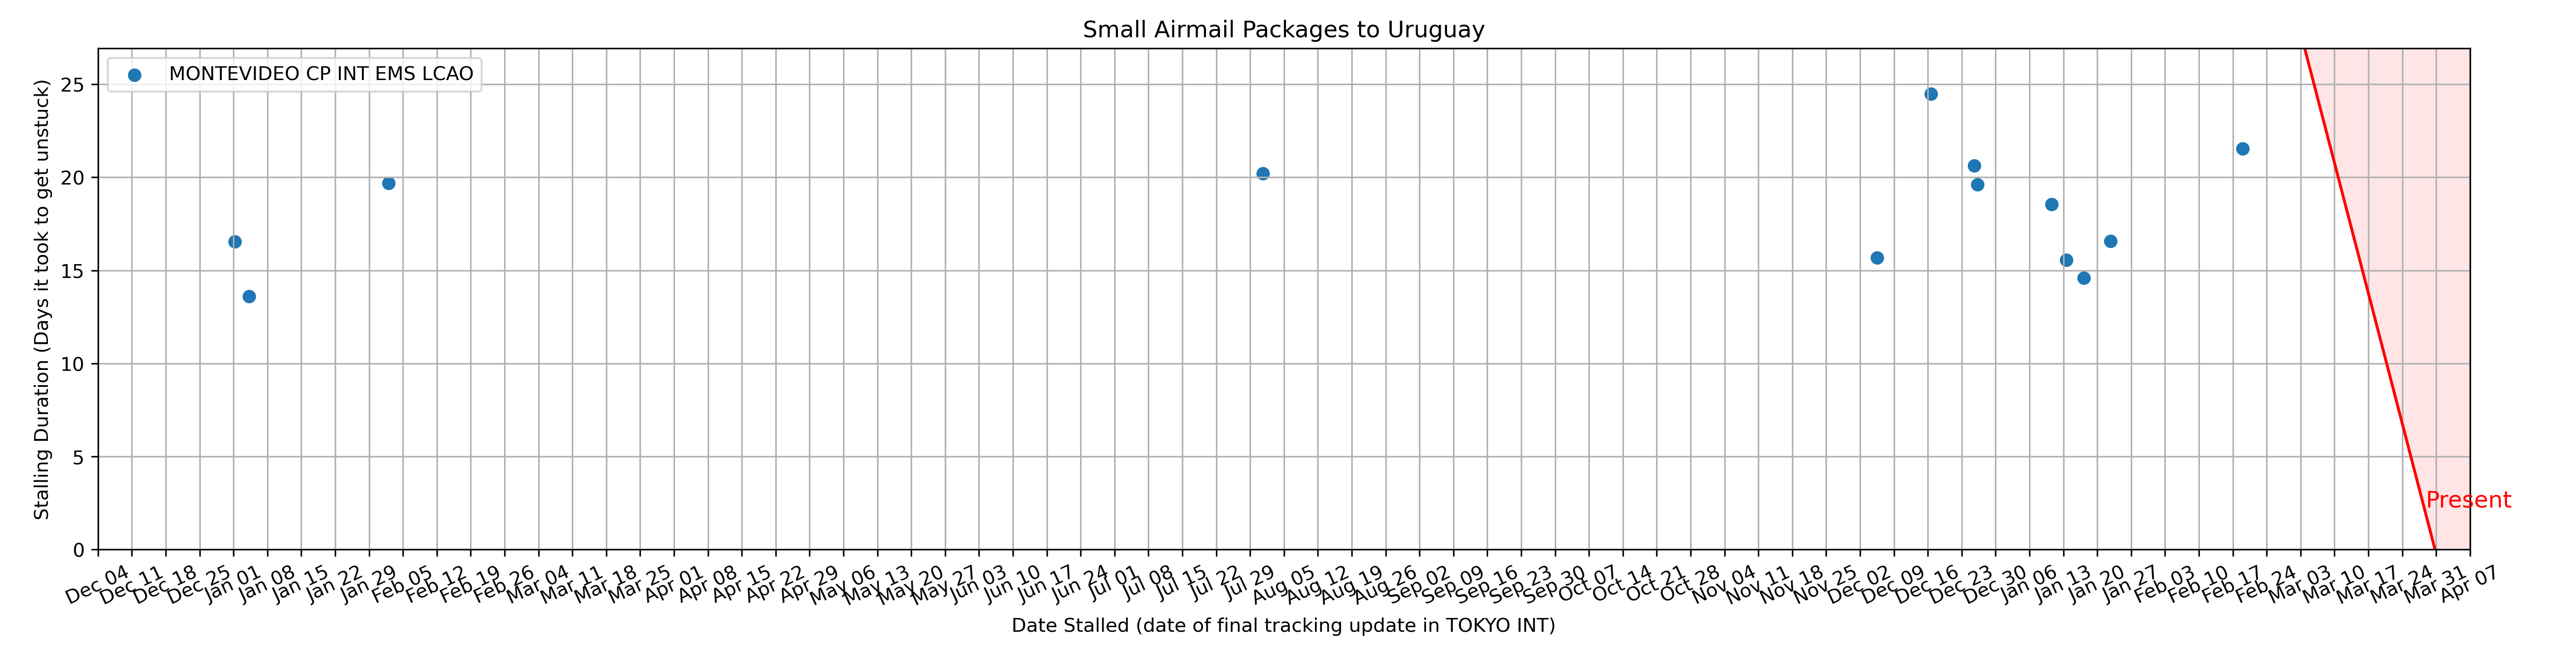 Small Airmail Packages to Uruguay
MONTEVIDEO CP INT EMS LCAO
Stalling Duration (Days it took to get unstuck)
25
20
15
10
5
0
Present
Dec 04
Dec 11
Dec 18
Dec 25
Jan 01
Jan 08
Jan 15
Jan 22
Jan 29
Feb 05
Feb 12
Feb 19
Feb 26
Mar 04
Mar 11
Mar 18
Mar 25
Apr 01
Apr 08
Apr 15
Apr 22
Apr 29
May 06
May 13
May 20
May 27
Jun 03
Jun 10
Jun 17
Jun 24
Jul 01
Jul 08
Jul 15
Jul 22
Jul 29
Aug 05
Aug 12
Aug 19
Aug 26
Sep 02
Sep 09
Sep 16
Sep 23
Sep 30
Oct 07
Oct 14
Oct 21
Oct 28
Nov 04
Nov 11
Nov 18
Nov 25
Dec 02
Dec 09
Dec 16
Dec 23
Dec 30
Jan 06
Jan 13
Jan 20
Jan 27
Feb 03
Feb 10
Feb 17
Feb 24
Mar 03
Mar 10
Mar 17
Mar 24
Mar 31
Apr 07
Date Stalled (date of final tracking update in TOKYO INT)